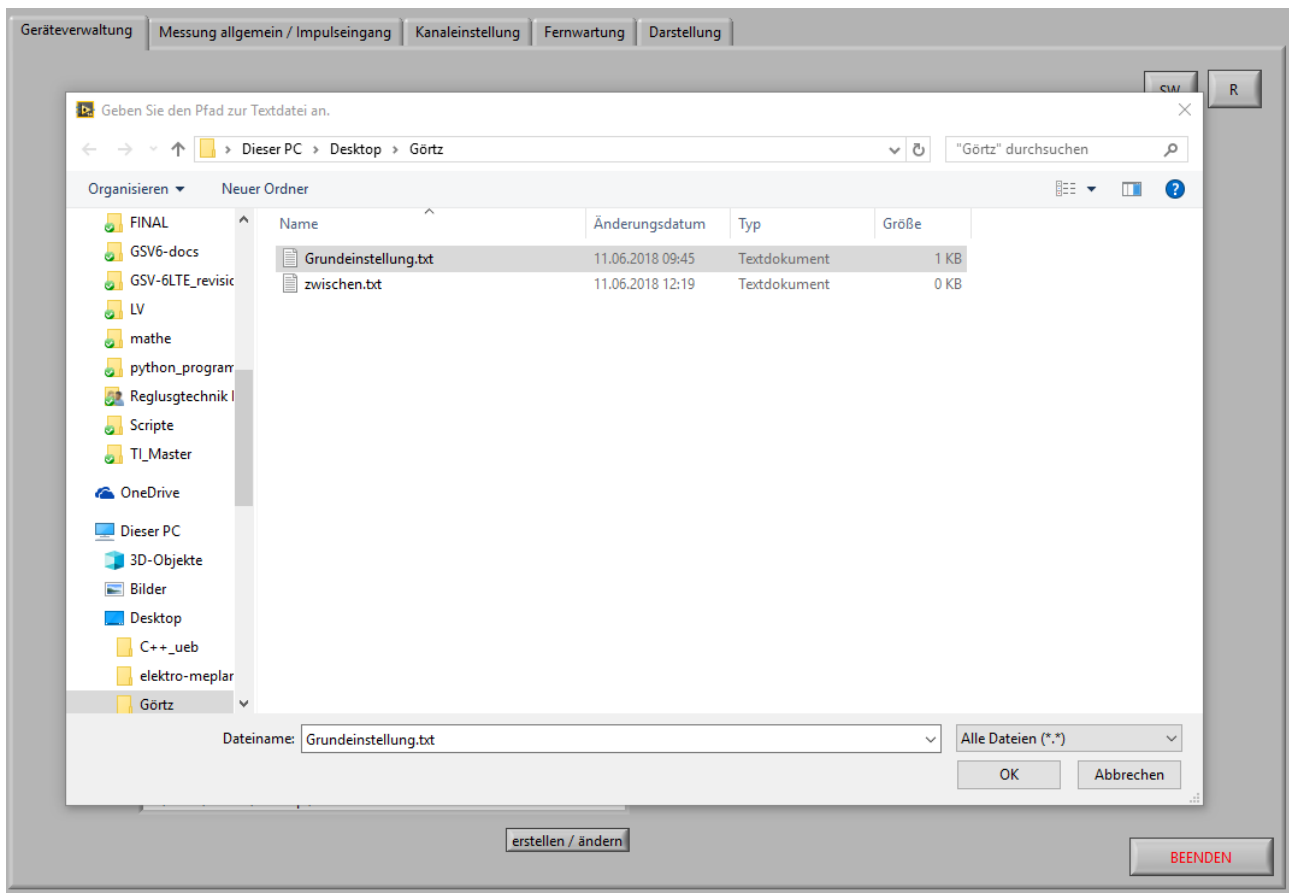 Geräteverwaltung Messung allgemein / Impulseingang Kanaleinstellung Fernwartung Darstellung
SW R
Geben Sie den Pfad zur Textdatei an.
Dieser PC › Desktop › Görtz "Görtz" durchsuchen
Organisieren Neuer Ordner
Name Änderungsdatum Typ Größe
Grundeinstellung.txt 11.06.2018 09:45 Textdokument 1 KB
zwischen.txt 11.06.2018 12:19 Textdokument 0 KB
FINAL
GSV6-docs
GSV-6LTE_revisic
LV
mathe
python_program
Reglusgtechnik
Scripte
TI_Master
OneDrive
Dieser PC
3D-Objekte
Bilder
Desktop
C++_ueb
elektro-meplar
Görtz
Dateiname: Grundeinstellung.txt Alle Dateien (*.*)
OK Abbrechen
erstellen / ändern
BEENDEN